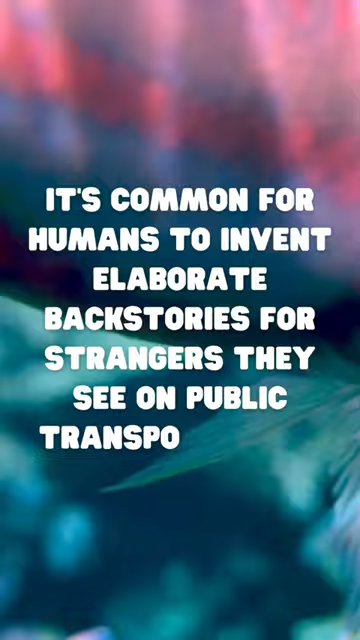 IT'S COMMON FOR
HUMANS TO INVENT
ELABORATE
BACKSTORIES FOR
STRANGERS THEY
SEE ON PUBLIC
TRANSPO